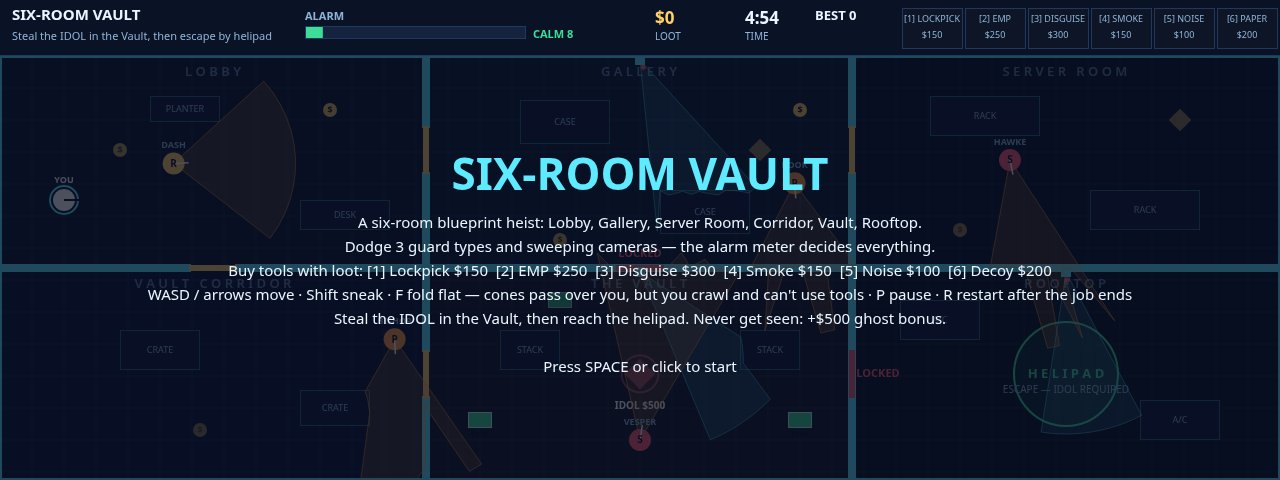 SIX-ROOM VAULT
Steal the IDOL in the Vault, then escape by helipad
ALARM
CALM 8
$0
LOOT
4:54
TIME
BEST 0
[1] LOCKPICK
$150
[2] EMP
$250
[3] DISGUISE
$300
[4] SMOKE
$150
[5] NOISE
$100
[6] PAPER
$200
LOBBY
GALLERY
SERVER ROOM
PLANTER
$
DASH
R
$
YOU
DESK
CASE
$
CASE
RACK
HAWKE
S
RACK
SIX-ROOM VAULT
A six-room blueprint heist: Lobby, Gallery, Server Room, Corridor, Vault, Rooftop.
Dodge 3 guard types and sweeping cameras — the alarm meter decides everything.
LOCKED
Buy tools with loot: [1] Lockpick $150 [2] EMP $250 [3] Disguise $300 [4] Smoke $150 [5] Noise $100 [6] Decoy $200
VAULT CORRIDOR
THE VAULT
ROOFTOP
WASD / arrows move · Shift sneak · F fold flat — cones pass over you, but you crawl and can't use tools · P pause · R restart after the job ends
Steal the IDOL in the Vault, then reach the helipad. Never get seen: +$500 ghost bonus.
CRATE
P
STACK
STACK
Press SPACE or click to start
LOCKED
HELIPAD
ESCAPE — IDOL REQUIRED
CRATE
IDOL $500
VESPER
S
A/C
$